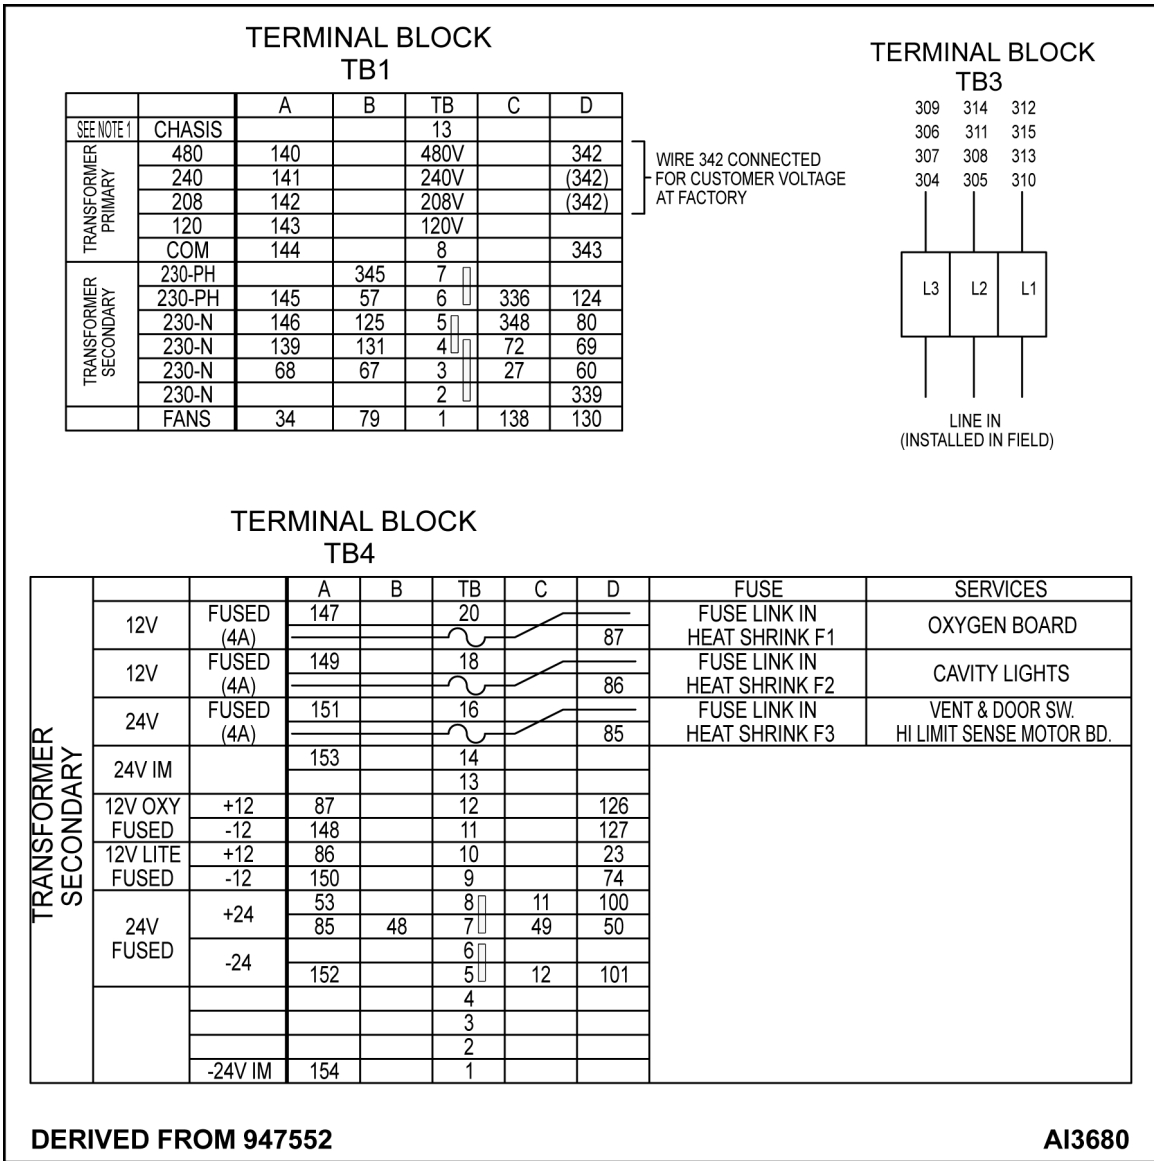 TERMINAL BLOCK
TB1
A B TB C D
SEE NOTE 1 CHASIS 13
TRANSFORMER PRIMARY
480 140 480V 342
240 141 240V (342)
208 142 208V (342)
120 143 120V
COM 144 8 343
WIRE 342 CONNECTED
FOR CUSTOMER VOLTAGE
AT FACTORY
TRANSFORMER SECONDARY
230-PH 345 7
230-PH 145 57 6 336 124
230-N 146 125 5 348 80
230-N 139 131 4 72 69
230-N 68 67 3 27 60
230-N 2 339
FANS 34 79 1 138 130
TERMINAL BLOCK
TB3
309 314 312
306 311 315
307 308 313
304 305 310
L3 L2 L1
LINE IN
(INSTALLED IN FIELD)
TERMINAL BLOCK
TB4
A B TB C D FUSE SERVICES
TRANSFORMER
SECONDARY
12V FUSED 147 20 FUSE LINK IN OXYGEN BOARD
(4A) 87 HEAT SHRINK F1
12V FUSED 149 18 FUSE LINK IN CAVITY LIGHTS
(4A) 86 HEAT SHRINK F2
24V FUSED 151 16 FUSE LINK IN VENT & DOOR SW.
(4A) 85 HEAT SHRINK F3 HI LIMIT SENSE MOTOR BD.
24V IM 153 14
13
12V OXY +12 87 12 126
FUSED -12 148 11 127
12V LITE +12 86 10 23
FUSED -12 150 9 74
24V FUSED
+24 53 8 11 100
85 48 7 49 50
-24 6
152 5 12 101
4
3
2
-24V IM 154 1
DERIVED FROM 947552
AI3680